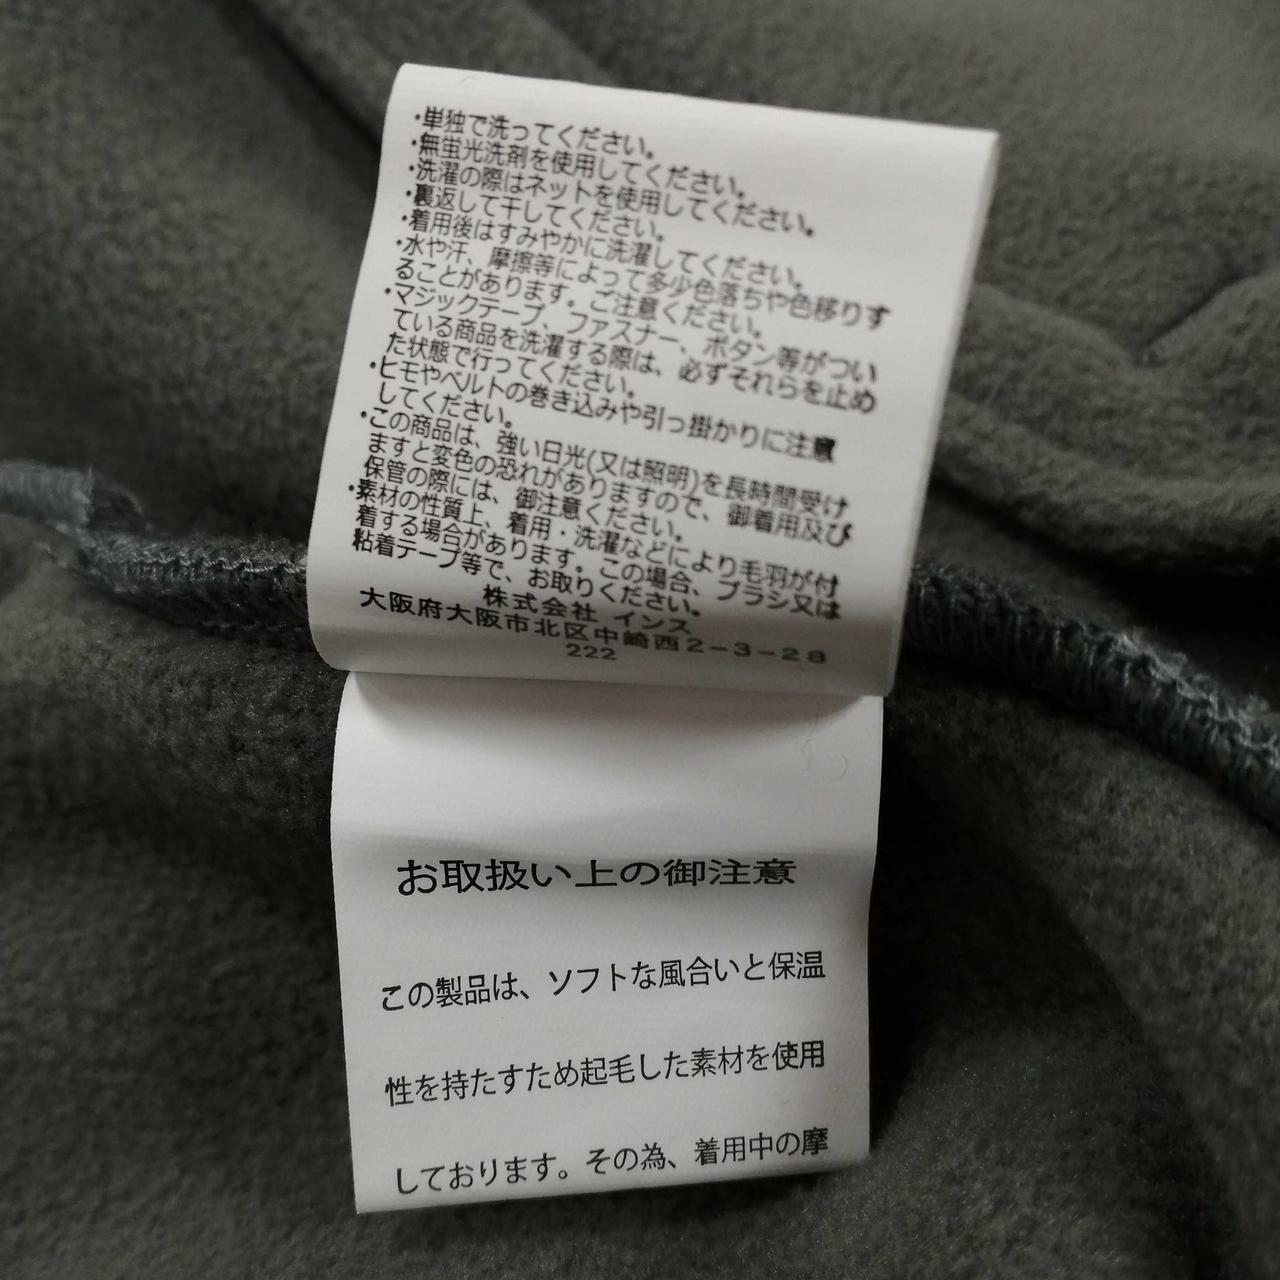 ・単独で洗ってください。
・無蛍光洗剤を使用してください。
・洗濯の際はネットを使用してください。
・裏返して干してください。
・着用後はすみやかに洗濯してください。
・水や汗、摩擦等によって多少色落ちや色移りす
ることがあります。ご注意ください。
・マジックテープ、ファスナー、ボタン等がつい
ている商品を洗濯する際は、必ずそれらを止め
た状態で行ってください。
・ヒモやベルトの巻き込みや引っ掛かりに注意
してください。
・この商品は、強い日光(又は照明)を長時間受け
ますと変色の恐れがありますので、御着用及び
保管の際には、御注意ください。
・素材の性質上、着用・洗濯などにより毛羽が付
着する場合があります。この場合、ブラシ又は
粘着テープ等で、お取りください。
株式会社 インス
大阪府大阪市北区中崎西2-3-28
222
お取扱い上の御注意
この製品は、ソフトな風合いと保温
性を持たすため起毛した素材を使用
しております。その為、着用中の摩